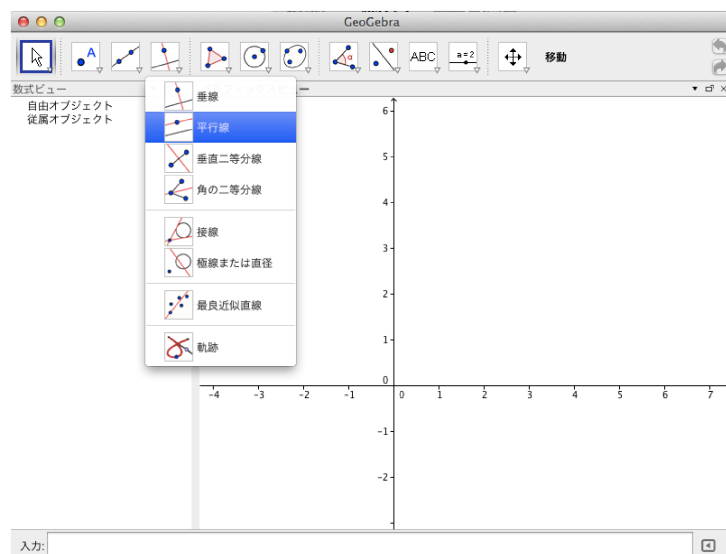 GeoGebra
A
α
ABC
a=2
移動
数式ビュー
自由オブジェクト
従属オブジェクト
垂線
平行線
垂直二等分線
角の二等分線
接線
極線または直径
最良近似直線
軌跡
6
5
4
3
2
1
0
-4 -3 -2 -1 0 1 2 3 4 5 6 7
-1
-2
入力: